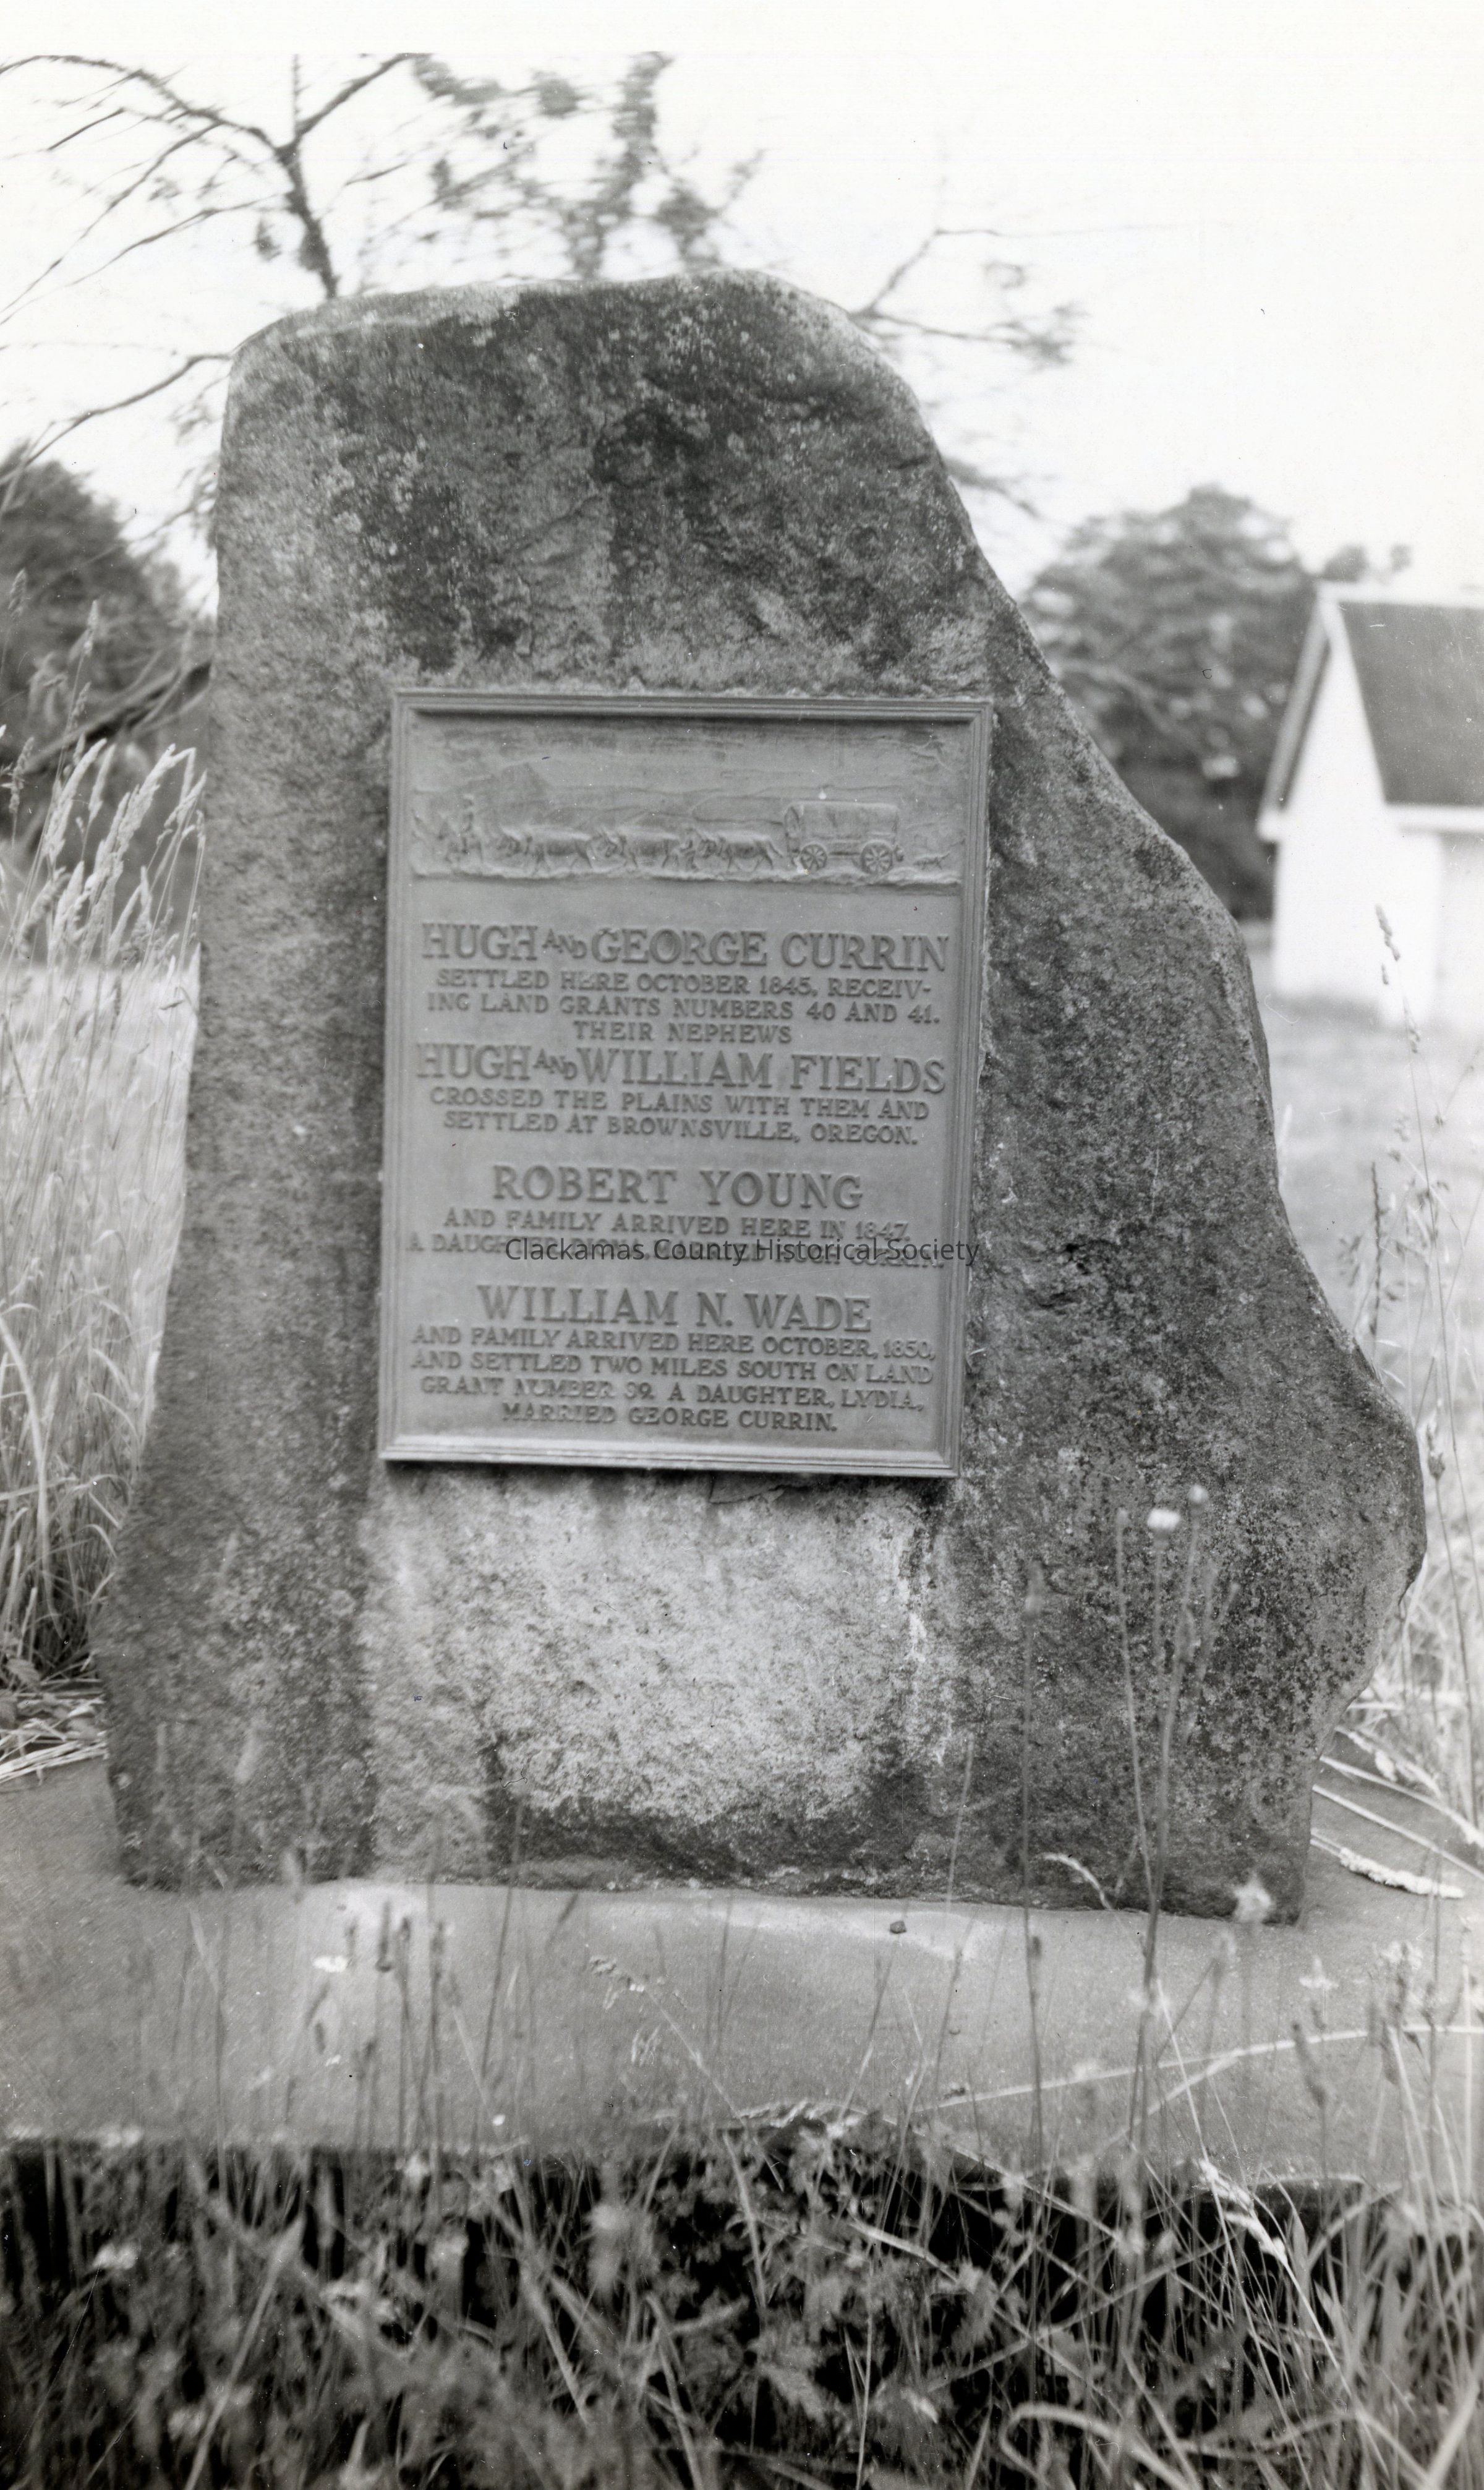 HUGH AND GEORGE CURRIN
SETTLED HERE OCTOBER 1845, RECEIV-
ING LAND GRANTS NUMBERS 40 AND 41.
THEIR NEPHEWS
HUGH AND WILLIAM FIELDS
CROSSED THE PLAINS WITH THEM AND
SETTLED AT BROWNSVILLE, OREGON.
ROBERT YOUNG
AND FAMILY ARRIVED HERE IN 1847.
A DAUGHTER, HUGH CURRIN.
Clackamas County Historical Society
WILLIAM N. WADE
AND FAMILY ARRIVED HERE OCTOBER, 1850,
AND SETTLED TWO MILES SOUTH ON LAND
GRANT NUMBER 39. A DAUGHTER, LYDIA,
MARRIED GEORGE CURRIN.